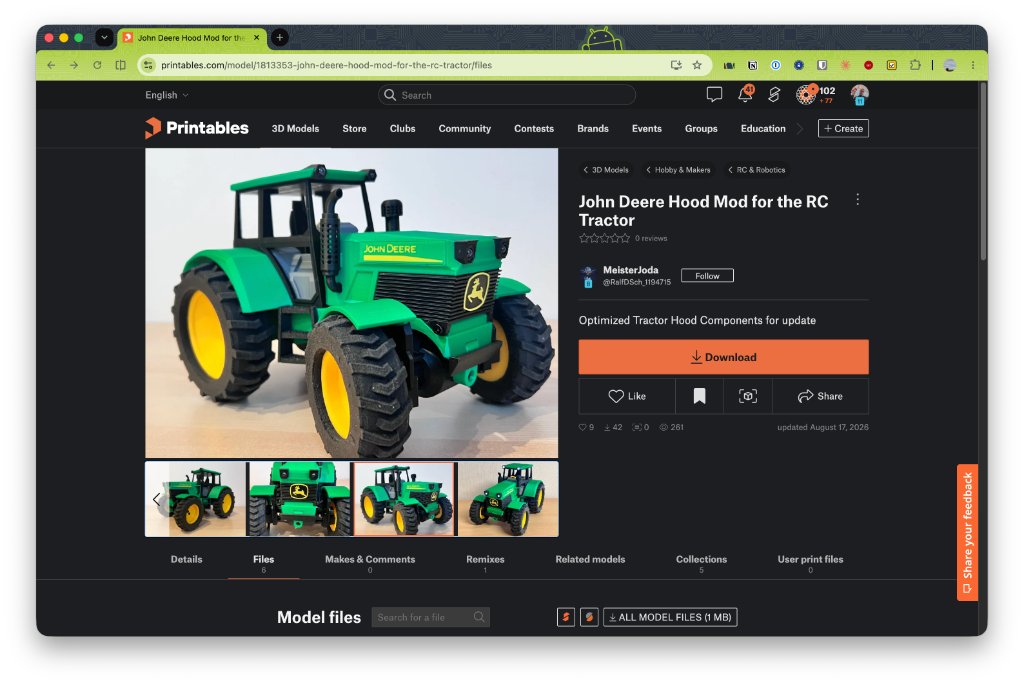 John Deere Hood Mod for the
printables.com/model/1813353-john-deere-hood-mod-for-the-rc-tractor/files
English
Search
41
102
+ 77
11
Printables
3D Models
Store
Clubs
Community
Contests
Brands
Events
Groups
Education
+ Create
3D Models
Hobby & Makers
RC & Robotics
John Deere Hood Mod for the RC
Tractor
0 reviews
MeisterJoda
@RalfDSch_1194715
Follow
Optimized Tractor Hood Components for update
Download
Like
Share
9
42
0
261
updated August 17, 2026
JOHN DEERE
Share your feedback
Details
Files
6
Makes & Comments
0
Remixes
1
Related models
Collections
5
User print files
0
Model files
Search for a file
ALL MODEL FILES (1 MB)